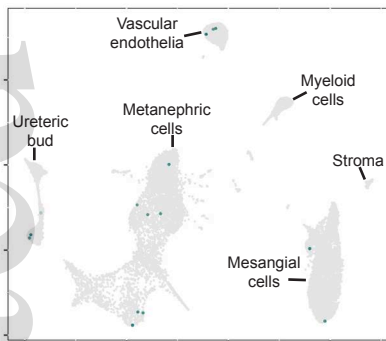 Vascular
endothelia
Myeloid
cells
Metanephric
cells
Ureteric
bud
Stroma
Mesangial
cells